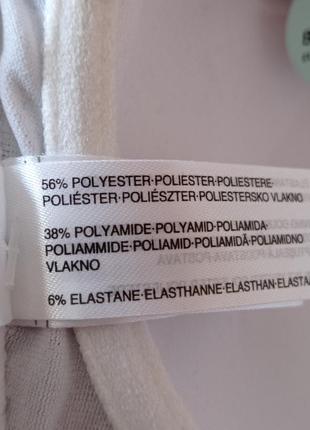 56% POLYESTER·POLIESTER·POLIESTERE·
POLIÉSTER·POLIÉSZTER·POLIESTERSKO VLAKNO
38% POLYAMIDE·POLYAMID·POLIAMIDA·
POLIAMMIDE·POLIAMID·POLIAMIDĂ·POLIAMIDNO
VLAKNO
6% ELASTANE·ELASTHANNE·ELASTHAN·